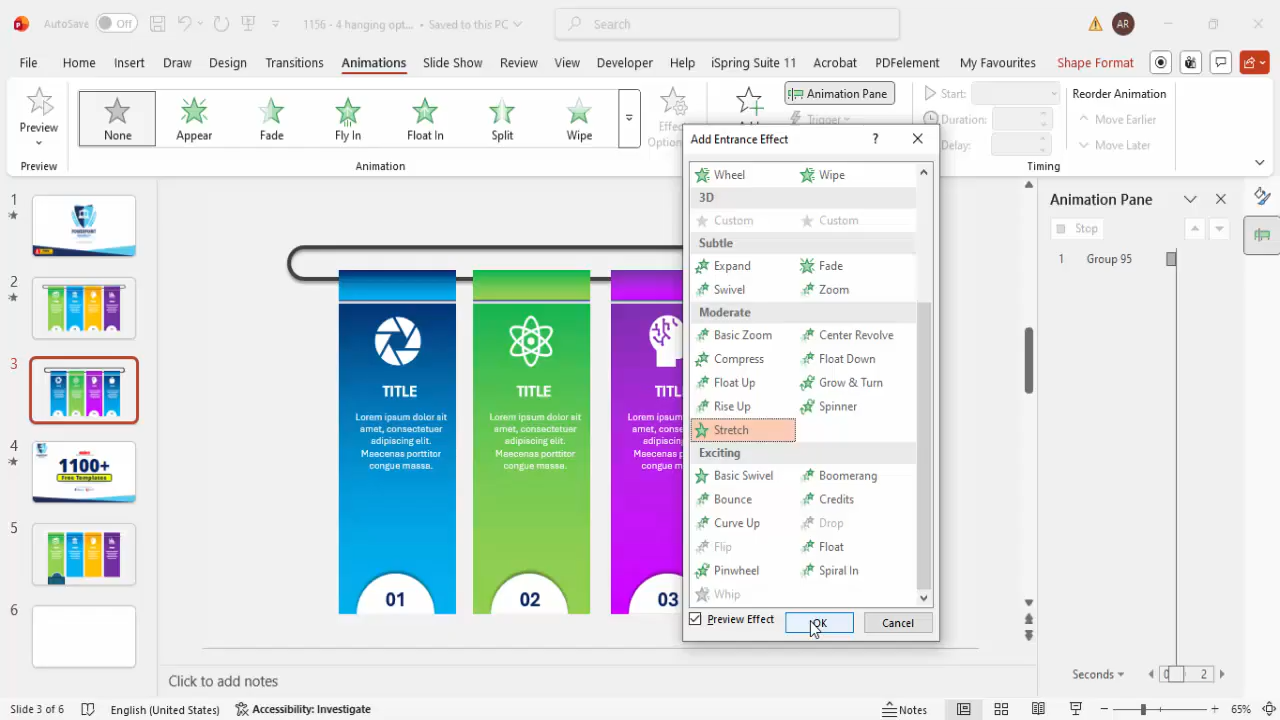 AutoSave Off 1156 - 4 hanging opt... - Saved to this PC Search AR
File Home Insert Draw Design Transitions Animations Slide Show Review View Developer Help iSpring Suite 11 Acrobat PDFelement My Favourites Shape Format
Preview None Appear Fade Fly In Float In Split Wipe
Preview
Animation
Animation Pane
Trigger
Start:
Duration:
Delay:
Reorder Animation
Move Earlier
Move Later
Timing
Add Entrance Effect ? ×
Wheel Wipe
3D
Custom Custom
Subtle
Expand Fade
Swivel Zoom
Moderate
Basic Zoom Center Revolve
Compress Float Down
Float Up Grow & Turn
Rise Up Spinner
Stretch
Exciting
Basic Swivel Boomerang
Bounce Credits
Curve Up Drop
Flip Float
Pinwheel Spiral In
Whip
Preview Effect OK Cancel
Animation Pane
Stop
1 Group 95
Seconds 2
1
2
3
4
1100+
Free Templates
5
6
TITLE
Lorem ipsum dolor sit
amet, consectetuer
adipiscing elit.
Maecenas porttitor
congue massa.
01
TITLE
Lorem ipsum dolor sit
amet, consectetuer
adipiscing elit.
Maecenas porttitor
congue massa.
02
03
Click to add notes
Slide 3 of 6 English (United States) Accessibility: Investigate Notes 65%